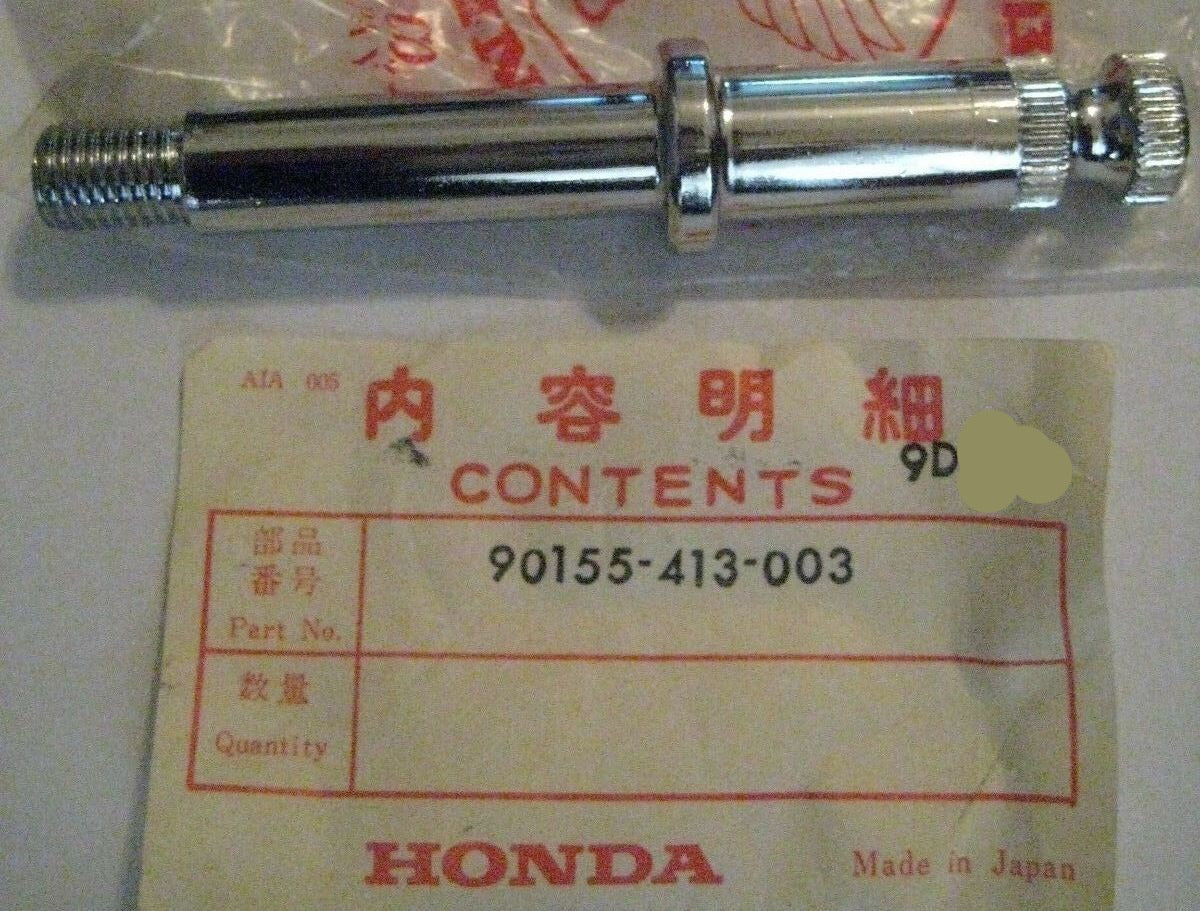 AIA 005
内容明細
CONTENTS
9D
90155-413-003
部品
番号
Part No.
数量
Quantity
HONDA
Made in Japan